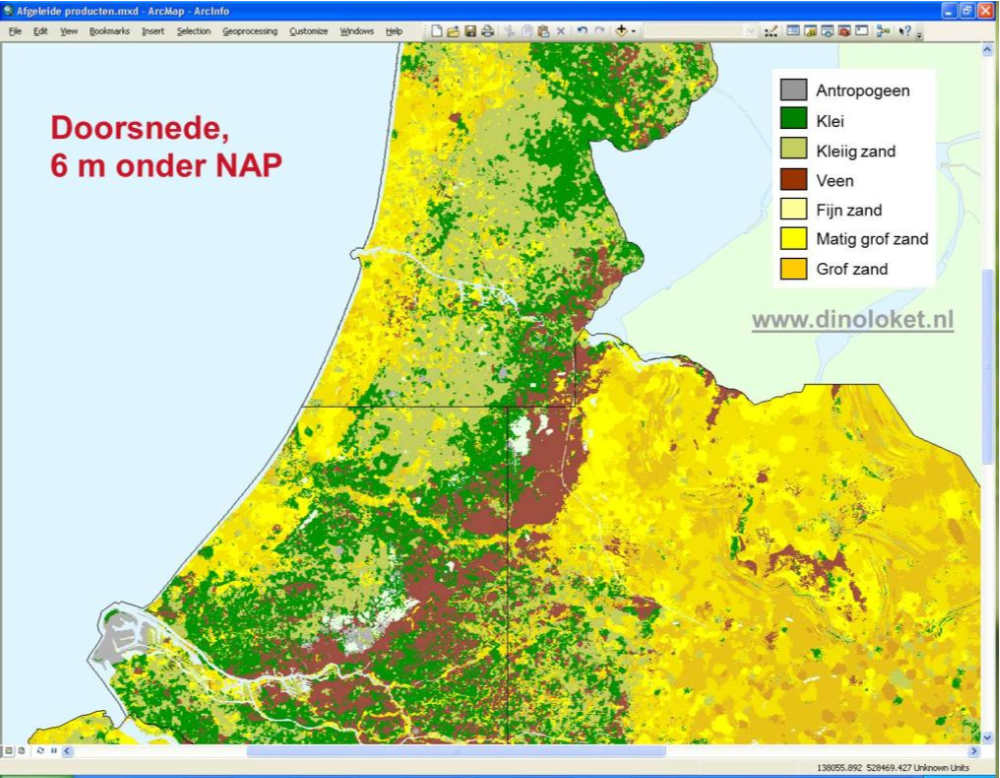 Afgeleide producten.mxd - ArcMap - ArcInfo
File Edit View Bookmarks Insert Selection Geoprocessing Customize Windows Help
Doorsnede,
6 m onder NAP
Antropogeen
Klei
Kleiig zand
Veen
Fijn zand
Matig grof zand
Grof zand
www.dinoloket.nl
138055.892 528469.427 Unknown Units